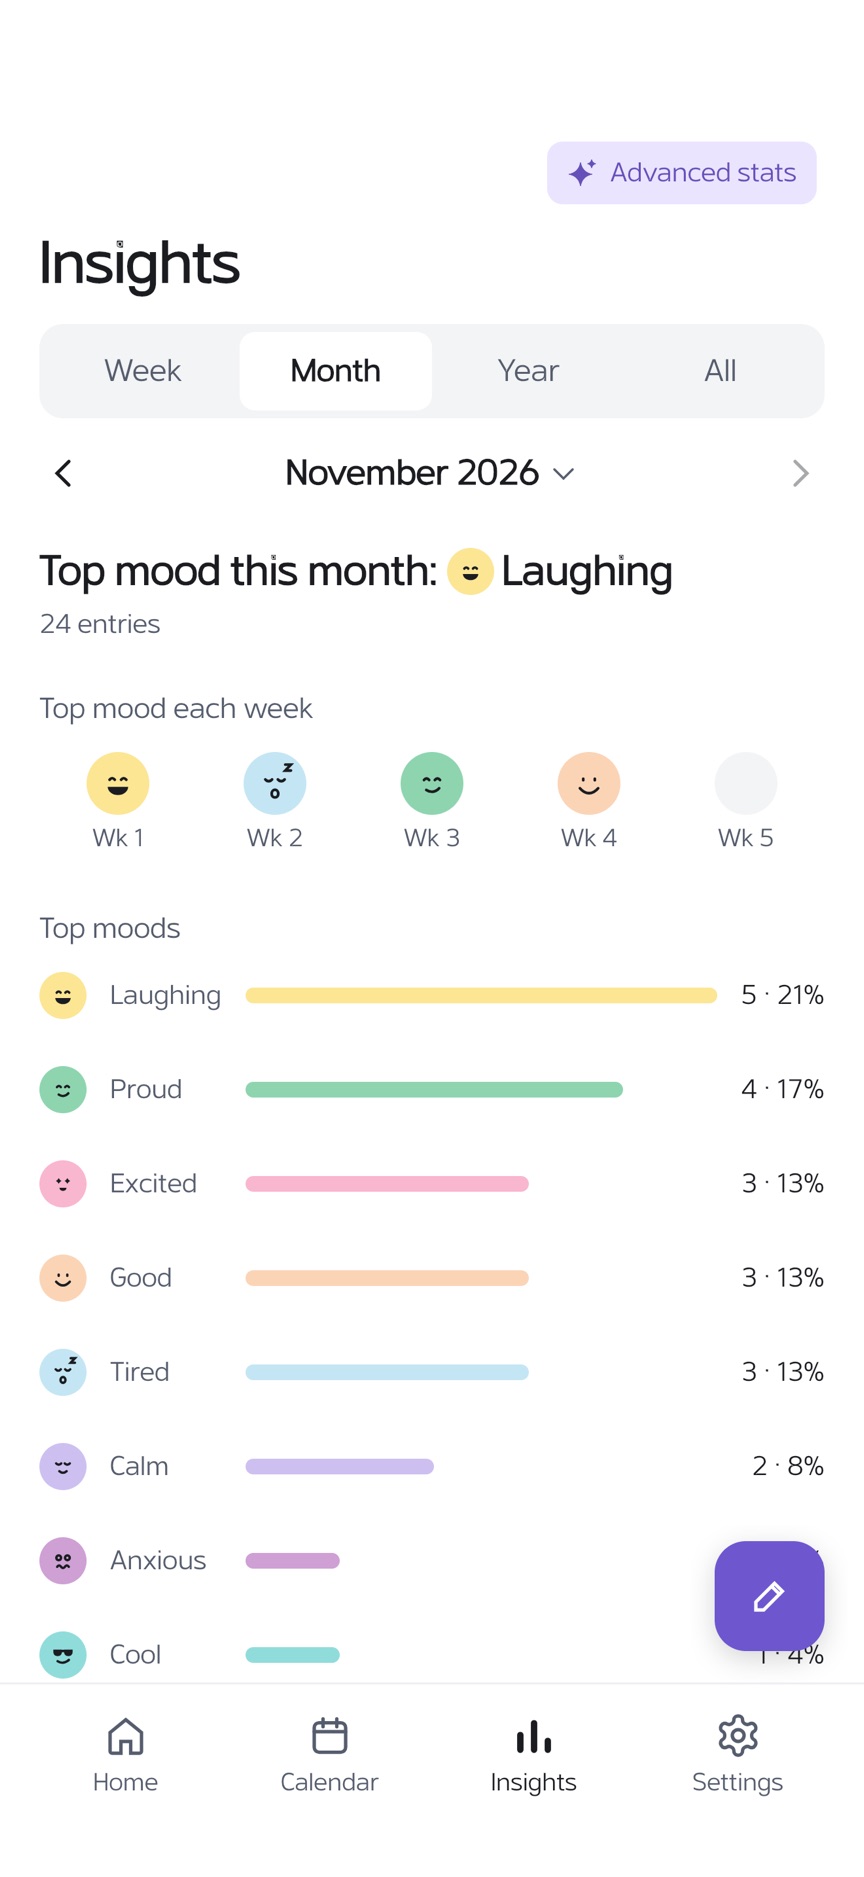 Advanced stats
Insights
Week Month Year All
November 2026
Top mood this month: Laughing
24 entries
Top mood each week
Wk 1 Wk 2 Wk 3 Wk 4 Wk 5
Top moods
Laughing 5 · 21%
Proud 4 · 17%
Excited 3 · 13%
Good 3 · 13%
Tired 3 · 13%
Calm 2 · 8%
Anxious
Cool 1 · 4%
Home Calendar Insights Settings